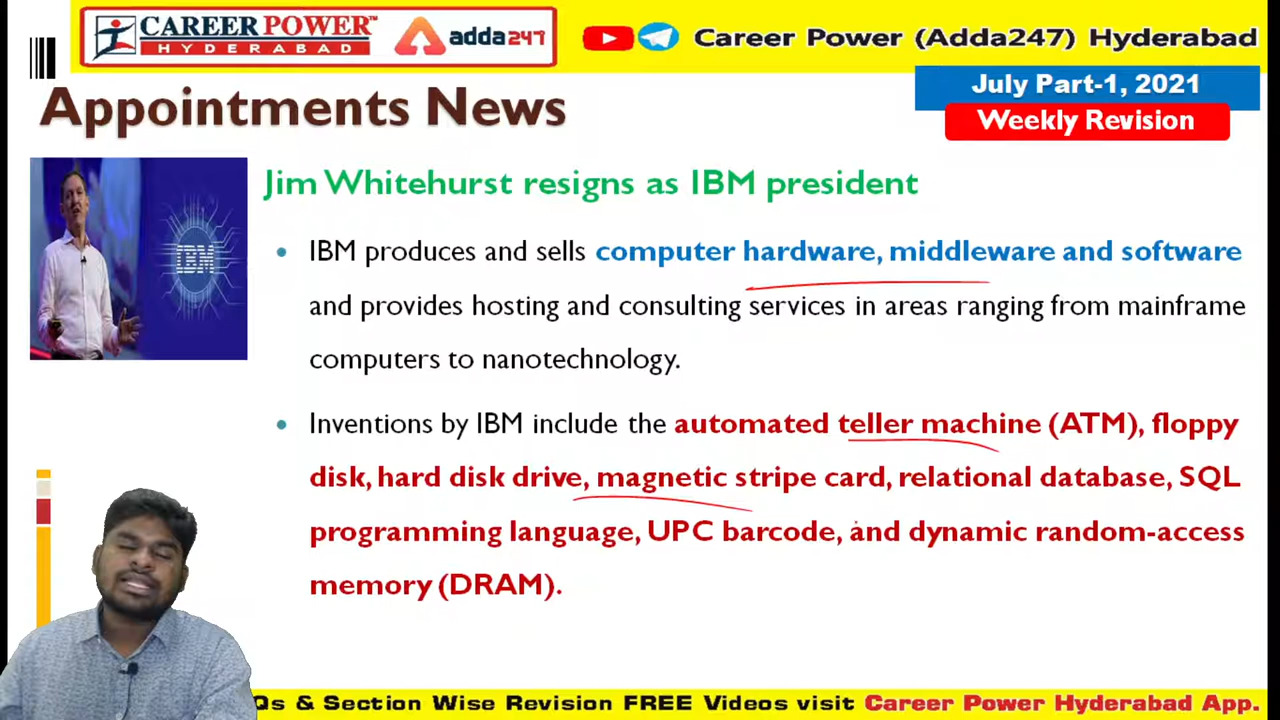 CAREER POWER™
HYDERABAD
adda247
Career Power (Adda247) Hyderabad
July Part-1, 2021
Weekly Revision
Appointments News
IBM
Jim Whitehurst resigns as IBM president
• IBM produces and sells computer hardware, middleware and software
and provides hosting and consulting services in areas ranging from mainframe
computers to nanotechnology.
• Inventions by IBM include the automated teller machine (ATM), floppy
disk, hard disk drive, magnetic stripe card, relational database, SQL
programming language, UPC barcode, and dynamic random-access
memory (DRAM).
Qs & Section Wise Revision FREE Videos visit Career Power Hyderabad App.